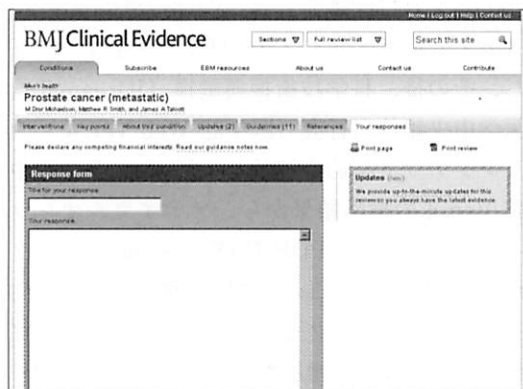 Home | Log out | Help | Contact us
BMJ Clinical Evidence
Sections
Full review list
Search this site
Conditions
Subscribe
EBM resources
About us
Contact us
Contribute
Men's health
Prostate cancer (metastatic)
M Dror Michaelson, Matthew R Smith, and James A Talcott
Interventions
Key points
About this condition
Updates (2)
Guidelines (11)
References
Your responses
Please declare any competing financial interests. Read our guidance notes now.
Print page
Print review
Response form
Title for your response
Your response
Updates
We provide up-to-the-minute updates for this
review so you always have the latest evidence